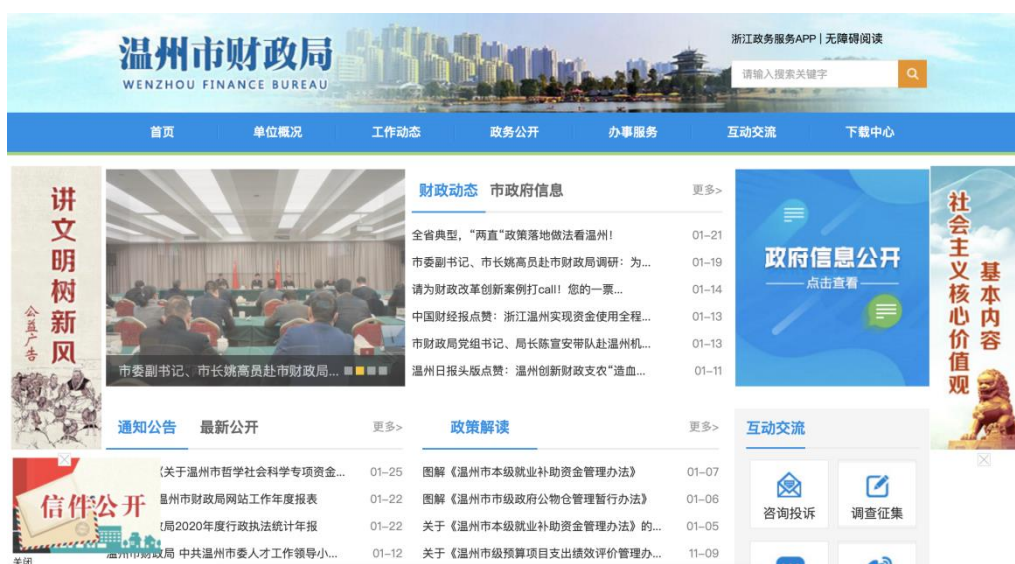 温州市财政局
WENZHOU FINANCE BUREAU
浙江政务服务APP | 无障碍阅读
请输入搜索关键字
首页 单位概况 工作动态 政务公开 办事服务 互动交流 下载中心
讲文明树新风
公益广告
市委副书记、市长姚高员赴市财政局...
财政动态 市政府信息 更多>
全省典型，“两直“政策落地做法看温州！ 01-21
市委副书记、市长姚高员赴市财政局调研：为... 01-19
请为财政改革创新案例打call！您的一票... 01-14
中国财经报点赞：浙江温州实现资金使用全程... 01-13
市财政局党组书记、局长陈宣安带队赴温州机... 01-13
温州日报头版点赞：温州创新财政支农“造血... 01-11
政府信息公开
点击查看
社会主义核心价值观
基本内容
通知公告 最新公开 更多>
《关于温州市哲学社会科学专项资金... 01-25
温州市财政局网站工作年度报表 01-22
局2020年度行政执法统计年报 01-22
温州市财政局 中共温州市委人才工作领导小... 01-12
信件公开
关闭
政策解读 更多>
图解《温州市本级就业补助资金管理办法》 01-07
图解《温州市市级政府公物仓管理暂行办法》 01-06
关于《温州市本级就业补助资金管理办法》的... 01-05
关于《温州市级预算项目支出绩效评价管理办... 11-09
互动交流
咨询投诉 调查征集